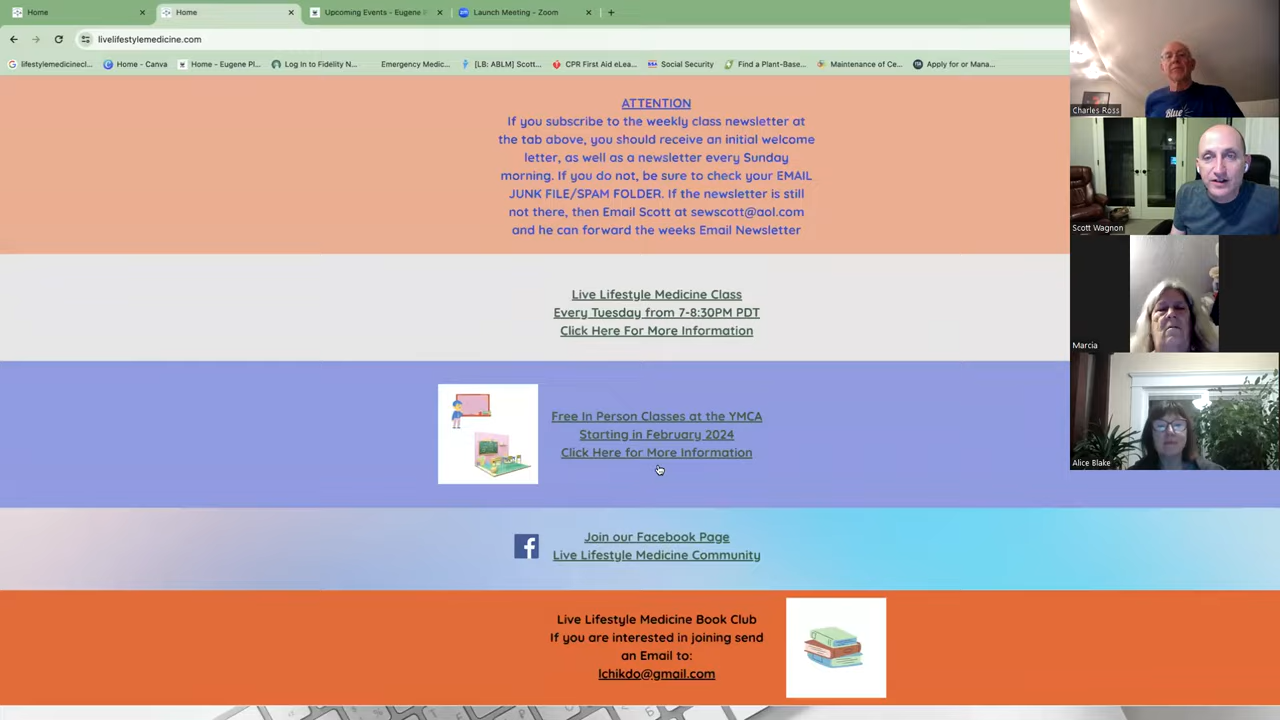 Home
Home
Upcoming Events - Eugene P
Launch Meeting - Zoom
livelifestylemedicine.com
lifestylemedicinecl...
Home - Canva
Home - Eugene Pl...
Log In to Fidelity N...
Emergency Medic...
[LB: ABLM] Scott...
CPR First Aid eLea...
Social Security
Find a Plant-Base...
Maintenance of Ce...
Apply for or Mana...
ATTENTION
If you subscribe to the weekly class newsletter at
the tab above, you should receive an initial welcome
letter, as well as a newsletter every Sunday
morning. If you do not, be sure to check your EMAIL
JUNK FILE/SPAM FOLDER. If the newsletter is still
not there, then Email Scott at sewscott@aol.com
and he can forward the weeks Email Newsletter
Live Lifestyle Medicine Class
Every Tuesday from 7-8:30PM PDT
Click Here For More Information
Free In Person Classes at the YMCA
Starting in February 2024
Click Here for More Information
Join our Facebook Page
Live Lifestyle Medicine Community
Live Lifestyle Medicine Book Club
If you are interested in joining send
an Email to:
lchikdo@gmail.com
Charles Ross
Blue
Scott Wagnon
Marcia
Alice Blake